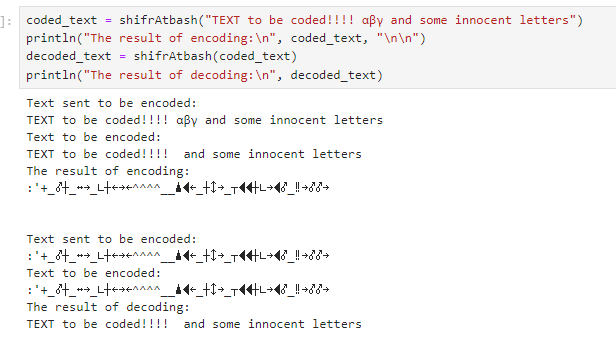 ]:
coded_text = shifrAtbash("TEXT to be coded!!!! αβγ and some innocent letters")
println("The result of encoding:\n", coded_text, "\n\n")
decoded_text = shifrAtbash(coded_text)
println("The result of decoding:\n", decoded_text)
Text sent to be encoded:
TEXT to be coded!!!! αβγ and some innocent letters
Text to be encoded:
TEXT to be coded!!!!  and some innocent letters
The result of encoding:
Text sent to be encoded:
Text to be encoded:
The result of decoding:
TEXT to be coded!!!!  and some innocent letters